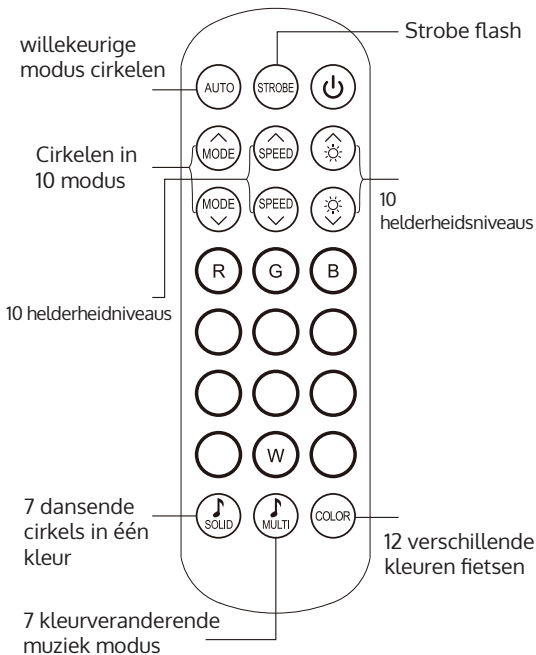 willekeurige
modus cirkelen
Strobe flash
AUTO
STROBE
Cirkelen in
10 modus
MODE
SPEED
MODE
SPEED
10
helderheidsniveaus
R
G
B
10 helderheidniveaus
W
7 dansende
cirkels in één
kleur
SOLID
MULTI
COLOR
12 verschillende
kleuren fietsen
7 kleurveranderende
muziek modus